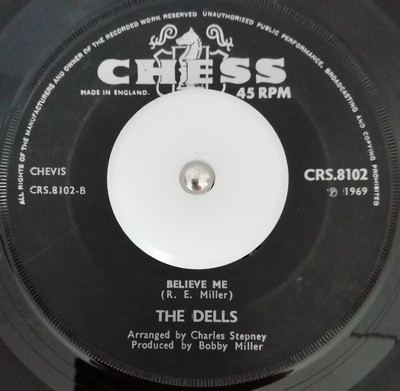 ALL RIGHTS OF THE MANUFACTURERS AND OWNER OF THE RECORDED WORK RESERVED UNAUTHORISED PUBLIC PERFORMANCE, BROADCASTING AND COPYING PROHIBITED
CHESS
MADE IN ENGLAND.
45 RPM
CHEVIS
CRS.8102-B
CRS.8102
℗ 1969
BELIEVE ME
(R. E. Miller)
THE DELLS
Arranged by Charles Stepney
Produced by Bobby Miller